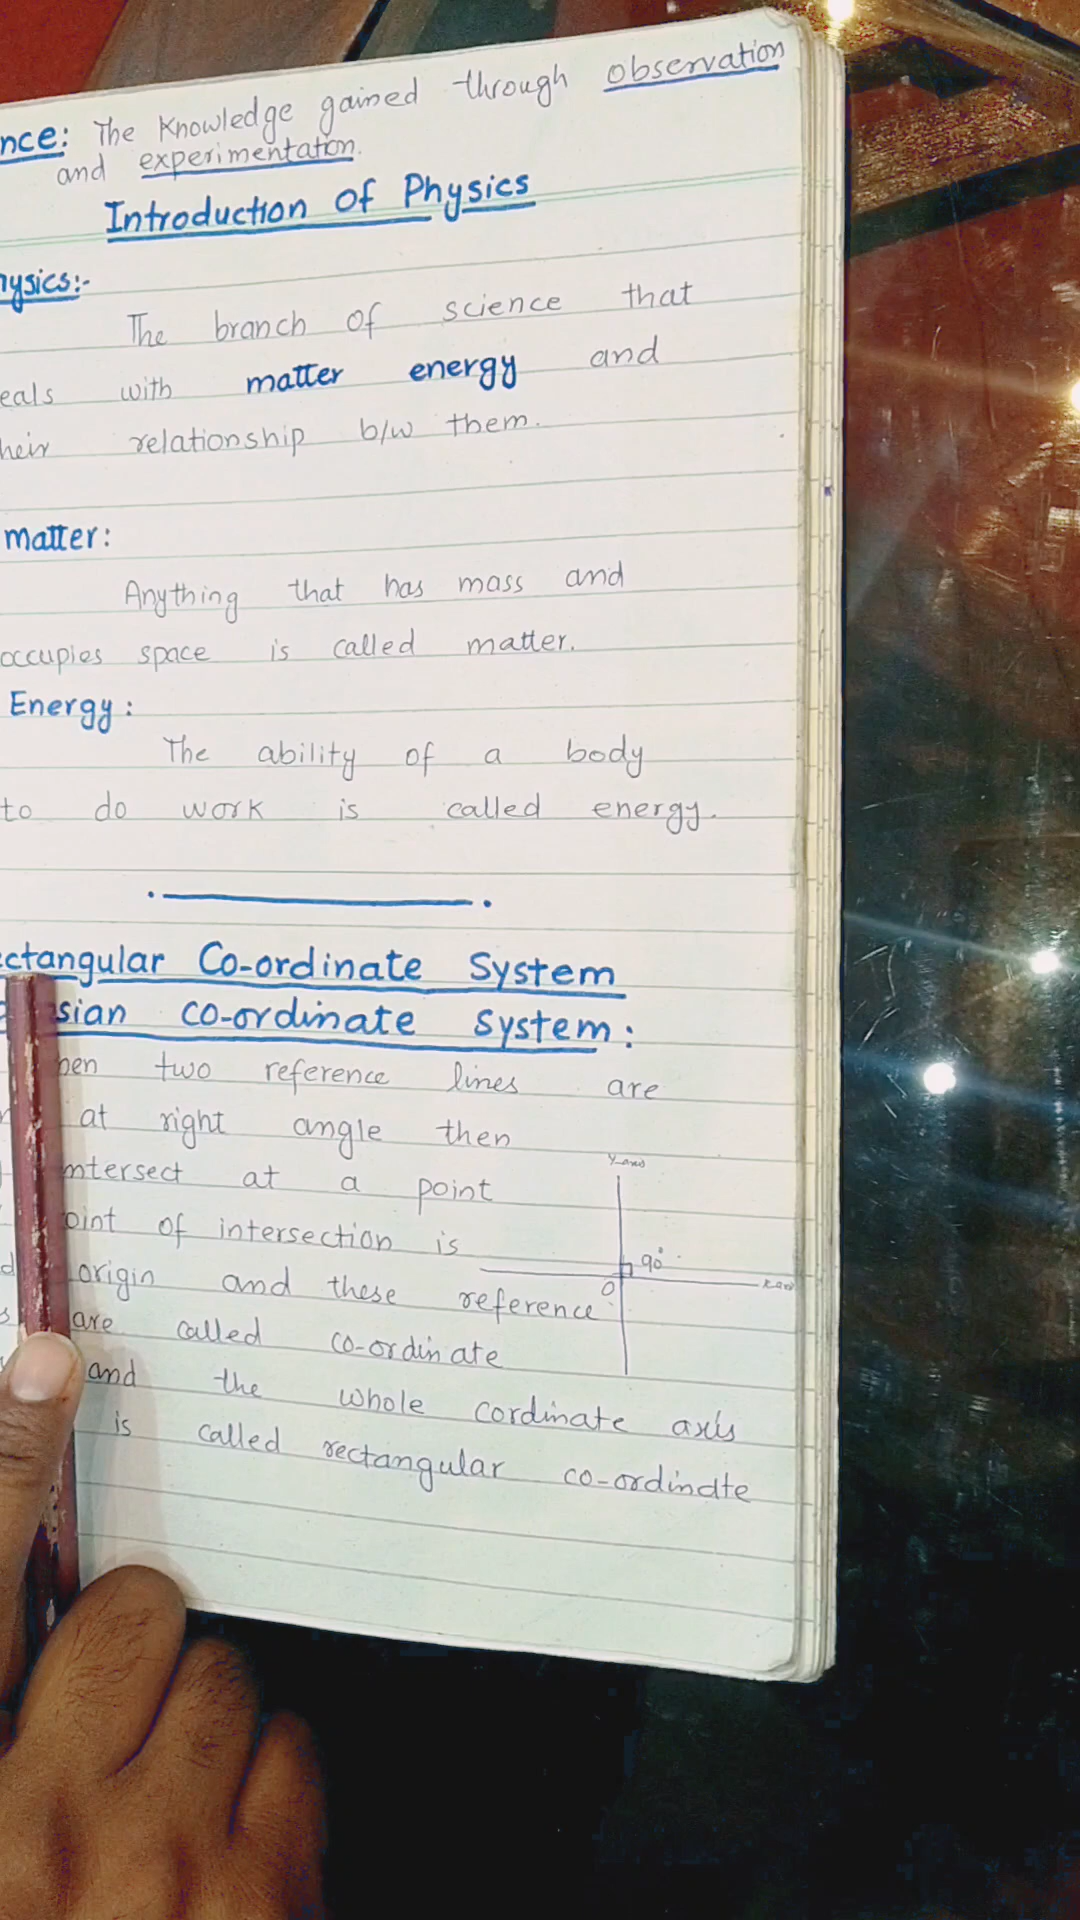 nce: The Knowledge gained through observation
and experimentation.
Introduction of Physics
hysics:-
The branch of science that
eals with matter energy and
heir relationship b/w them.
matter:
Anything that has mass and
occupies space is called matter.
Energy:
The ability of a body
to do work is called energy.
ectangular Co-ordinate System
sian co-ordinate system:
hen two reference lines are
at right angle then
intersect at a point
oint of intersection is
origin and these reference
are called co-ordinate
and the whole cordinate axis
is called rectangular co-ordinate
Y-axis
90°
O